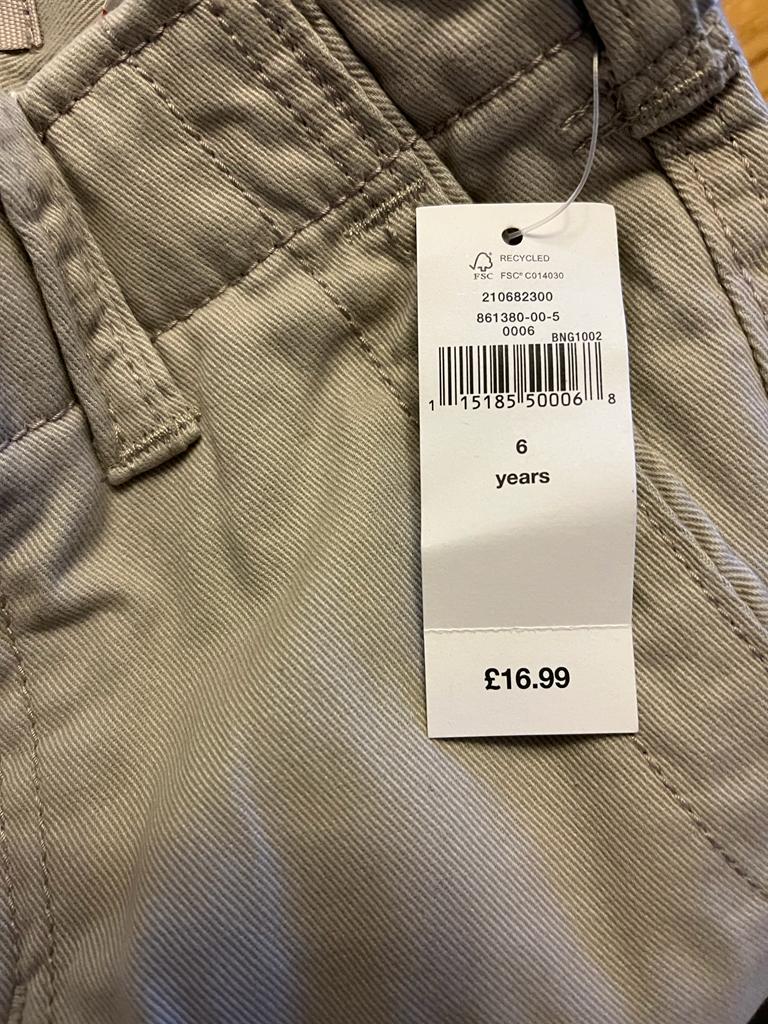 RECYCLED
FSC
FSC® C014030
210682300
861380-00-5
0006
BNG1002
1 15185 50006 8
6
years
£16.99